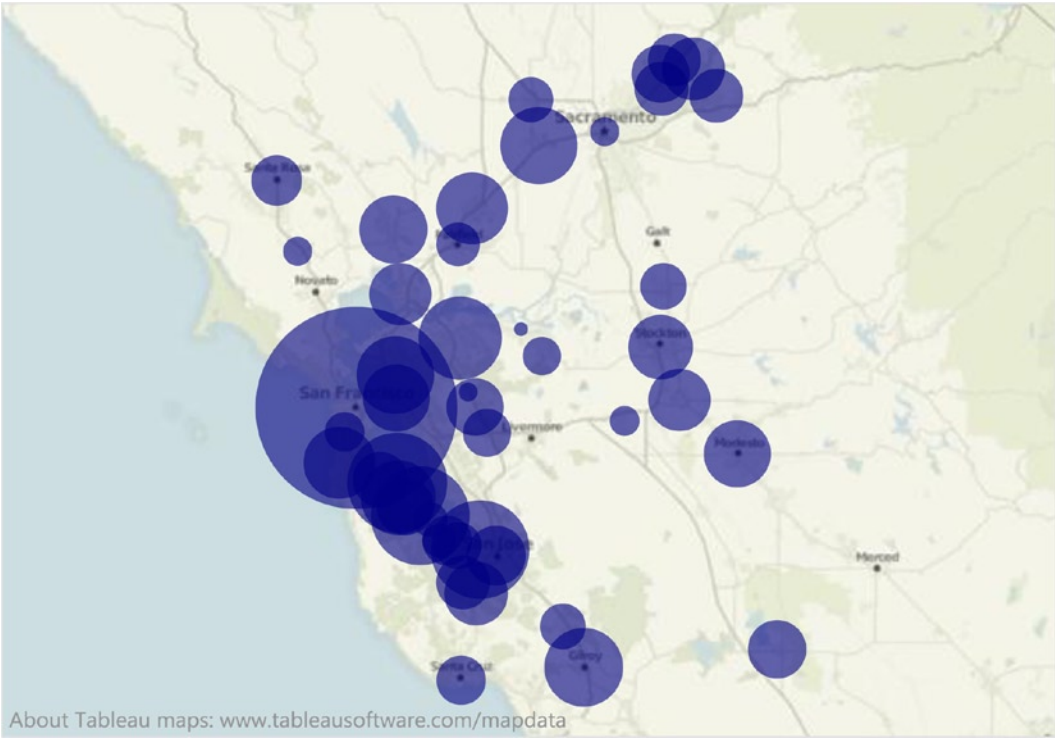 Sacramento
Santa Rosa
Galt
Novato
Stockton
San Francisco
Livermore
Modesto
San Jose
Merced
Gilroy
Santa Cruz
About Tableau maps: www.tableausoftware.com/mapdata